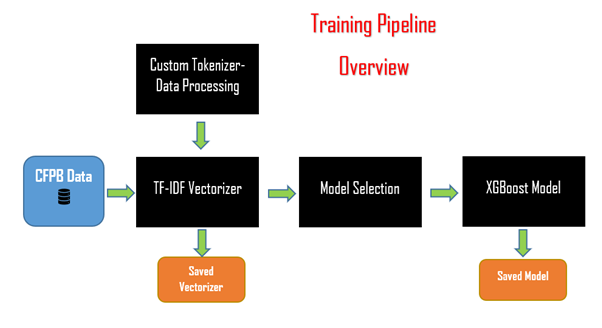 Training Pipeline
Overview
Custom Tokenizer-
Data Processing
CFPB Data
TF-IDF Vectorizer
Model Selection
XGBoost Model
Saved
Vectorizer
Saved Model